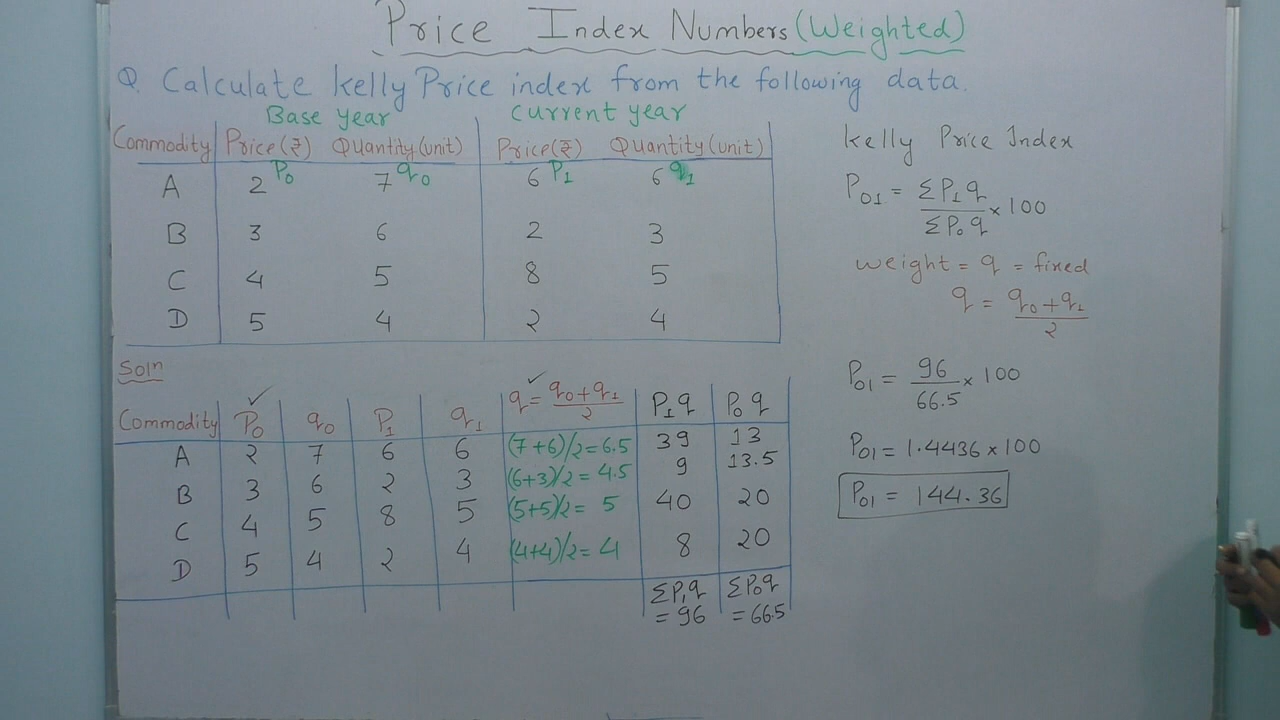 Price Index Numbers (Weighted)
Q. Calculate kelly Price index from the following data.
Base year Current year
Commodity Price (₹) Quantity (unit) Price (₹) Quantity (unit)
P₀ q₀ P₁ q₁
A 2 7 6 6
B 3 6 2 3
C 4 5 8 5
D 5 4 2 4
Soln
Commodity P₀ ✓ q₀ P₁ q₁ q = (q₀+q₁)/2 ✓ P₁q P₀q
A 2 7 6 6 (7+6)/2 = 6.5 39 13
B 3 6 2 3 (6+3)/2 = 4.5 9 13.5
C 4 5 8 5 (5+5)/2 = 5 40 20
D 5 4 2 4 (4+4)/2 = 4 8 20
ΣP₁q ΣP₀q
= 96 = 66.5
kelly Price Index
P₀₁ = ΣP₁q / ΣP₀q × 100
weight = q = fixed
q = (q₀+q₁)/2
P₀₁ = 96/66.5 × 100
P₀₁ = 1.4436 × 100
P₀₁ = 144.36